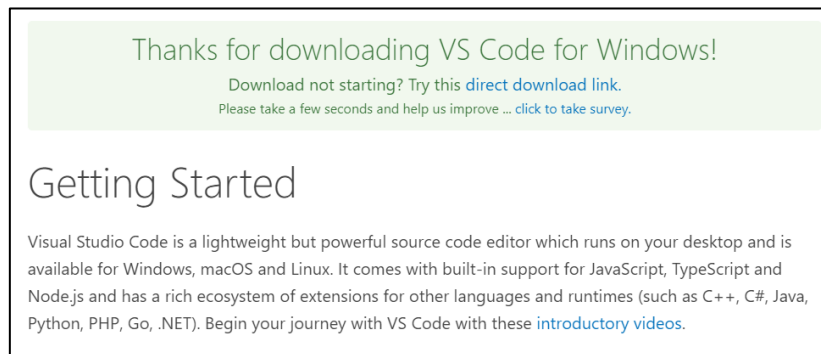 Thanks for downloading VS Code for Windows!
Download not starting? Try this direct download link.
Please take a few seconds and help us improve ... click to take survey.
Getting Started
Visual Studio Code is a lightweight but powerful source code editor which runs on your desktop and is
available for Windows, macOS and Linux. It comes with built-in support for JavaScript, TypeScript and
Node.js and has a rich ecosystem of extensions for other languages and runtimes (such as C++, C#, Java,
Python, PHP, Go, .NET). Begin your journey with VS Code with these introductory videos.